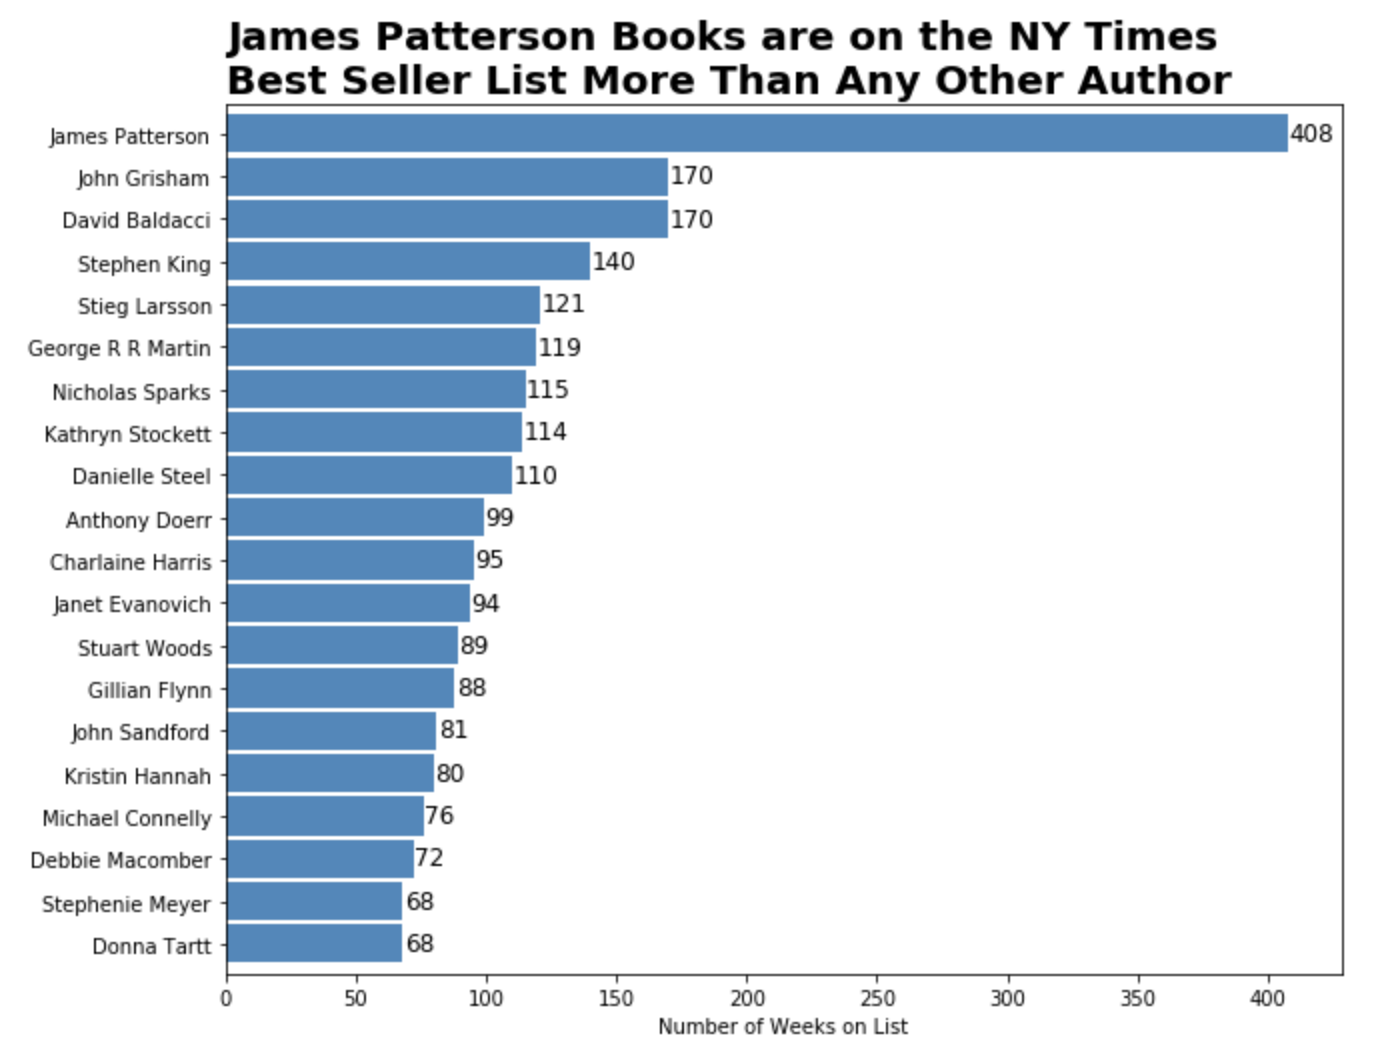 James Patterson Books are on the NY Times
Best Seller List More Than Any Other Author
James Patterson 408
John Grisham 170
David Baldacci 170
Stephen King 140
Stieg Larsson 121
George R R Martin 119
Nicholas Sparks 115
Kathryn Stockett 114
Danielle Steel 110
Anthony Doerr 99
Charlaine Harris 95
Janet Evanovich 94
Stuart Woods 89
Gillian Flynn 88
John Sandford 81
Kristin Hannah 80
Michael Connelly 76
Debbie Macomber 72
Stephenie Meyer 68
Donna Tartt 68
0 50 100 150 200 250 300 350 400
Number of Weeks on List